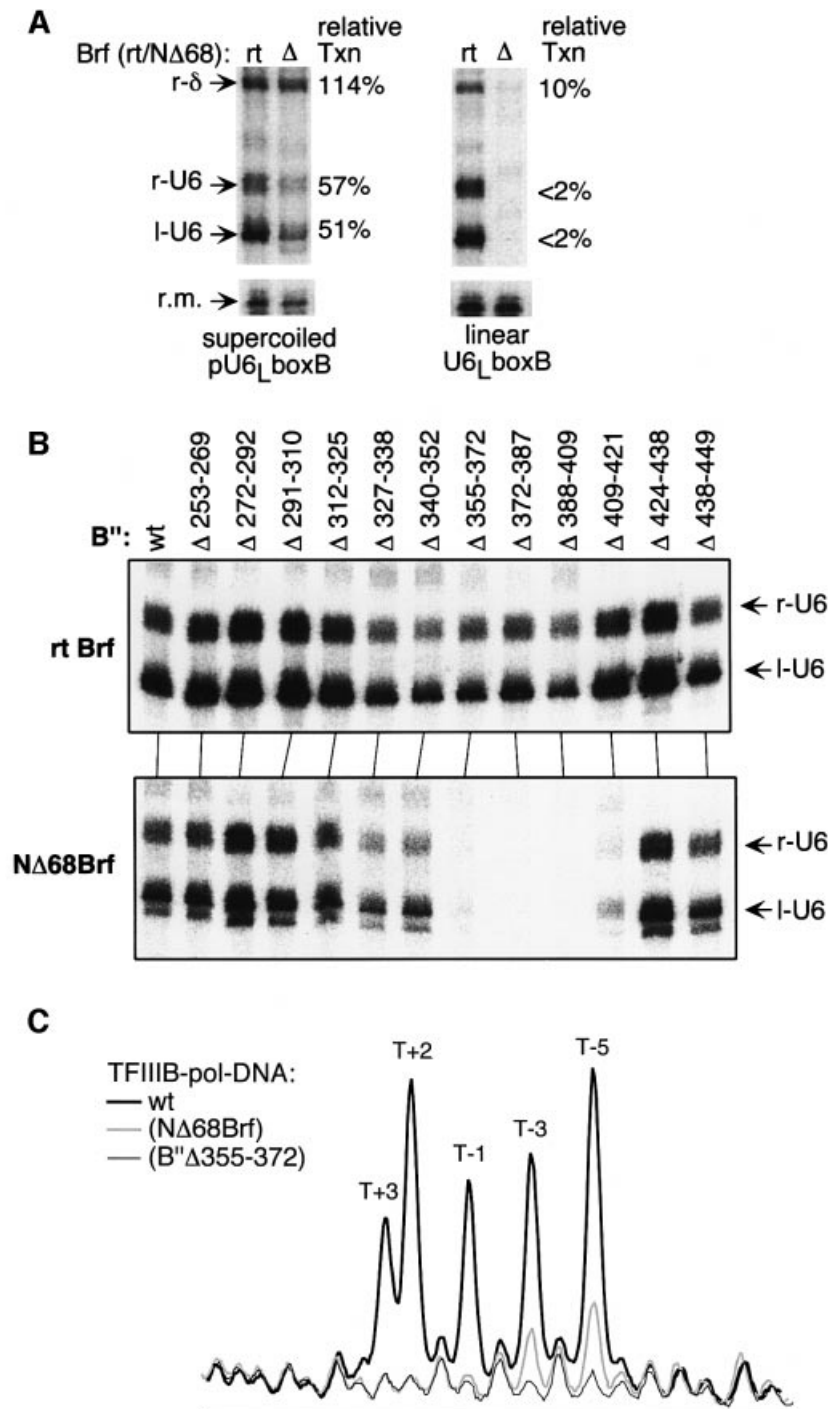 A
relative
Brf (rt/NΔ68): rt Δ Txn
r-δ 114%
r-U6 57%
l-U6 51%
r.m.
supercoiled
pU6LboxB
relative
rt Δ Txn
10%
<2%
<2%
linear
U6LboxB
B
B": wt Δ 253-269 Δ 272-292 Δ 291-310 Δ 312-325 Δ 327-338 Δ 340-352 Δ 355-372 Δ 372-387 Δ 388-409 Δ 409-421 Δ 424-438 Δ 438-449
rt Brf
r-U6
l-U6
NΔ68Brf
r-U6
l-U6
C
TFIIIB-pol-DNA:
wt
(NΔ68Brf)
(B"Δ355-372)
T+3
T+2
T-1
T-3
T-5